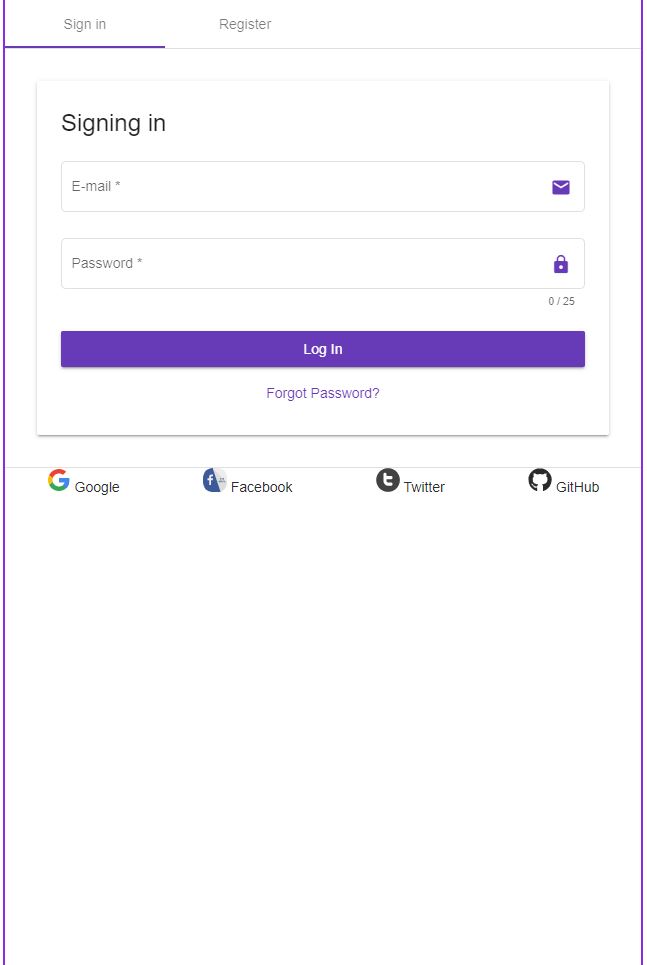 Sign in Register
Signing in
E-mail *
Password *
0 / 25
Log In
Forgot Password?
Google Facebook Twitter GitHub